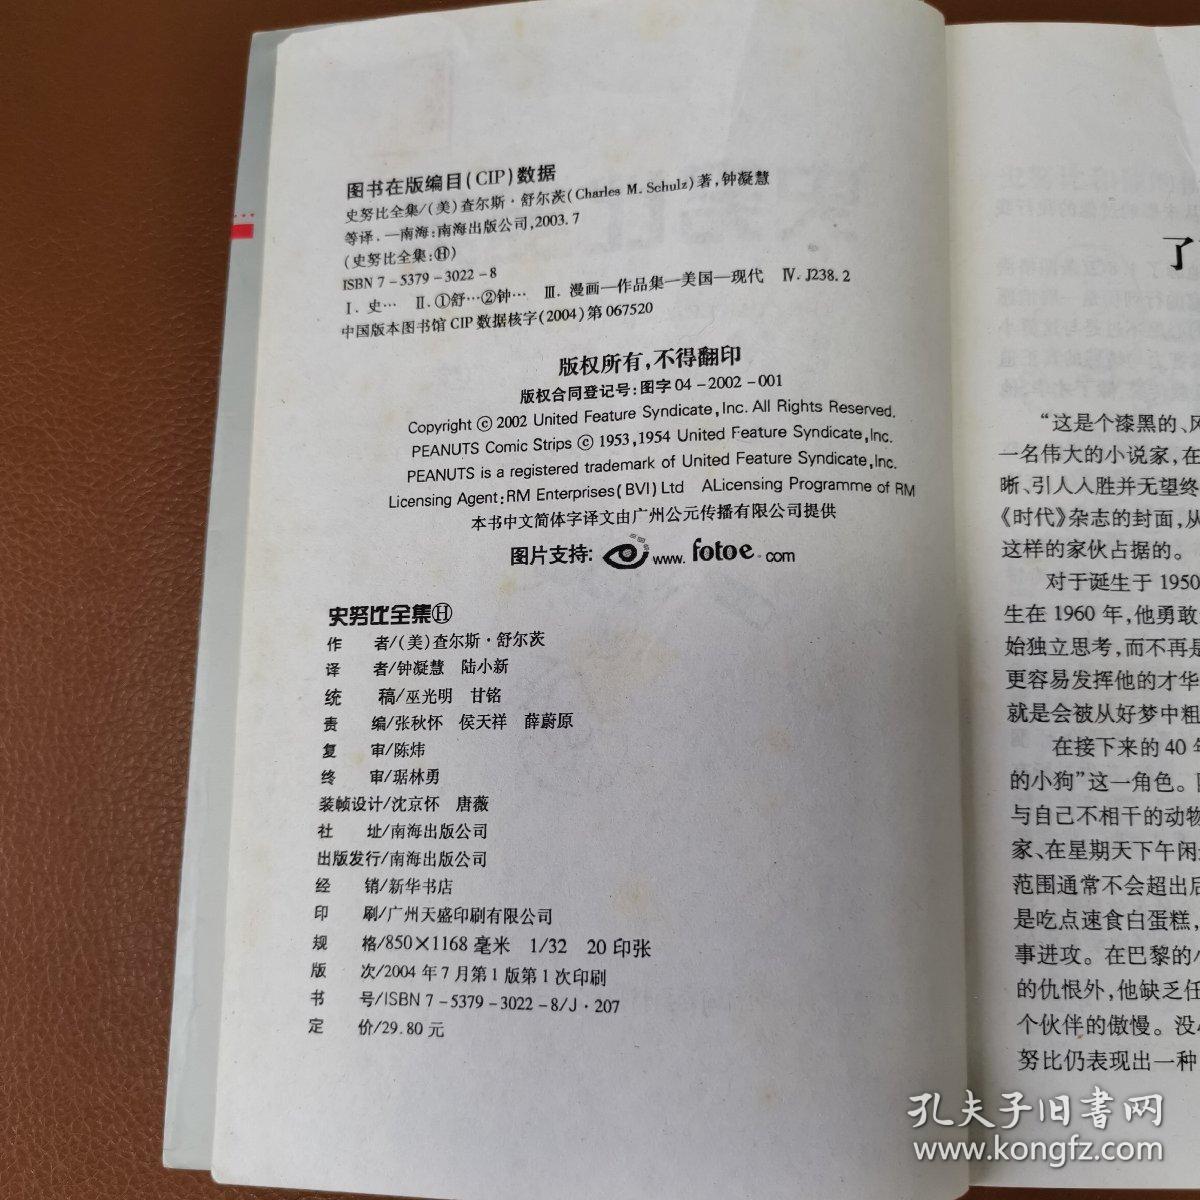 图书在版编目(CIP)数据
史努比全集/(美)查尔斯·舒尔茨(Charles M. Schulz)著,钟凝慧
等译.—南海:南海出版公司,2003.7
(史努比全集:Ⓗ)
ISBN 7-5379-3022-8
Ⅰ.史… Ⅱ.①舒…②钟… Ⅲ.漫画—作品集—美国—现代 Ⅳ.J238.2
中国版本图书馆CIP数据核字(2004)第067520
版权所有,不得翻印
版权合同登记号:图字04-2002-001
Copyright ⓒ 2002 United Feature Syndicate,Inc. All Rights Reserved.
PEANUTS Comic Strips ⓒ 1953,1954 United Feature Syndicate,Inc.
PEANUTS is a registered trademark of United Feature Syndicate,Inc.
Licensing Agent:RM Enterprises(BVI)Ltd ALicensing Programme of RM
本书中文简体字译文由广州公元传播有限公司提供
图片支持: www.fotoe.com
史努比全集Ⓗ
作 者/(美)查尔斯·舒尔茨
译 者/钟凝慧 陆小新
统 稿/巫光明 甘铭
责 编/张秋怀 侯天祥 薛蔚原
复 审/陈炜
终 审/琚林勇
装帧设计/沈京怀 唐薇
社 址/南海出版公司
出版发行/南海出版公司
经 销/新华书店
印 刷/广州天盛印刷有限公司
规 格/850×1168毫米 1/32 20印张
版 次/2004年7月第1版第1次印刷
书 号/ISBN 7-5379-3022-8/J·207
定 价/29.80元
了
“这是个漆黑的、风
一名伟大的小说家,在
晰、引人入胜并无望终
《时代》杂志的封面,从
这样的家伙占据的。
对于诞生于1950
生在1960年,他勇敢
始独立思考,而不再是
更容易发挥他的才华
就是会被从好梦中粗
在接下来的40年
的小狗”这一角色。
与自己不相干的动物
家、在星期天下午闲
范围通常不会超出后
是吃点速食白蛋糕,
事进攻。在巴黎的小
的仇恨外,他缺乏任
个伙伴的傲慢。没
努比仍表现出一种
孔夫子旧书网
www.kongfz.com